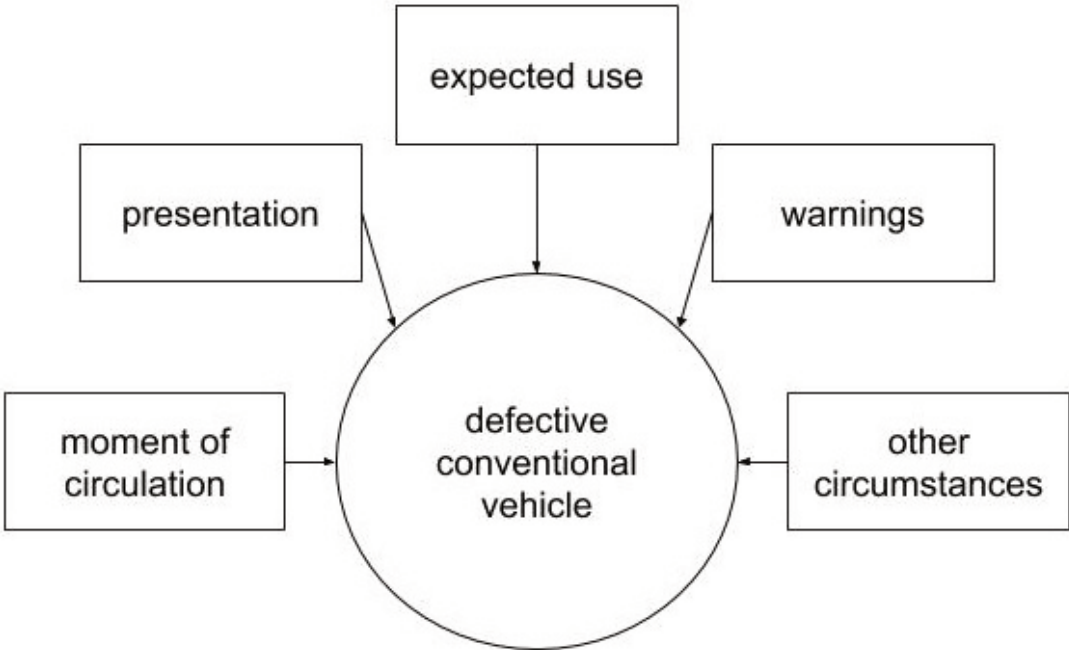 expected use
presentation
warnings
moment of
circulation
defective
conventional
vehicle
other
circumstances